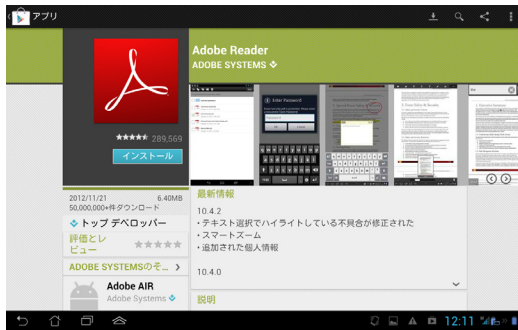 アプリ
Adobe Reader
ADOBE SYSTEMS
289,569
インストール
2012/11/21 6.40MB
50,000,000+件ダウンロード
トップ デベロッパー
評価とレ
ビュー
ADOBE SYSTEMSのそ...
Adobe AIR
Adobe Systems
Enter Password
最新情報
10.4.2
・テキスト選択でハイライトしている不具合が修正された
・スマートズーム
・追加された個人情報
10.4.0
説明
12:11